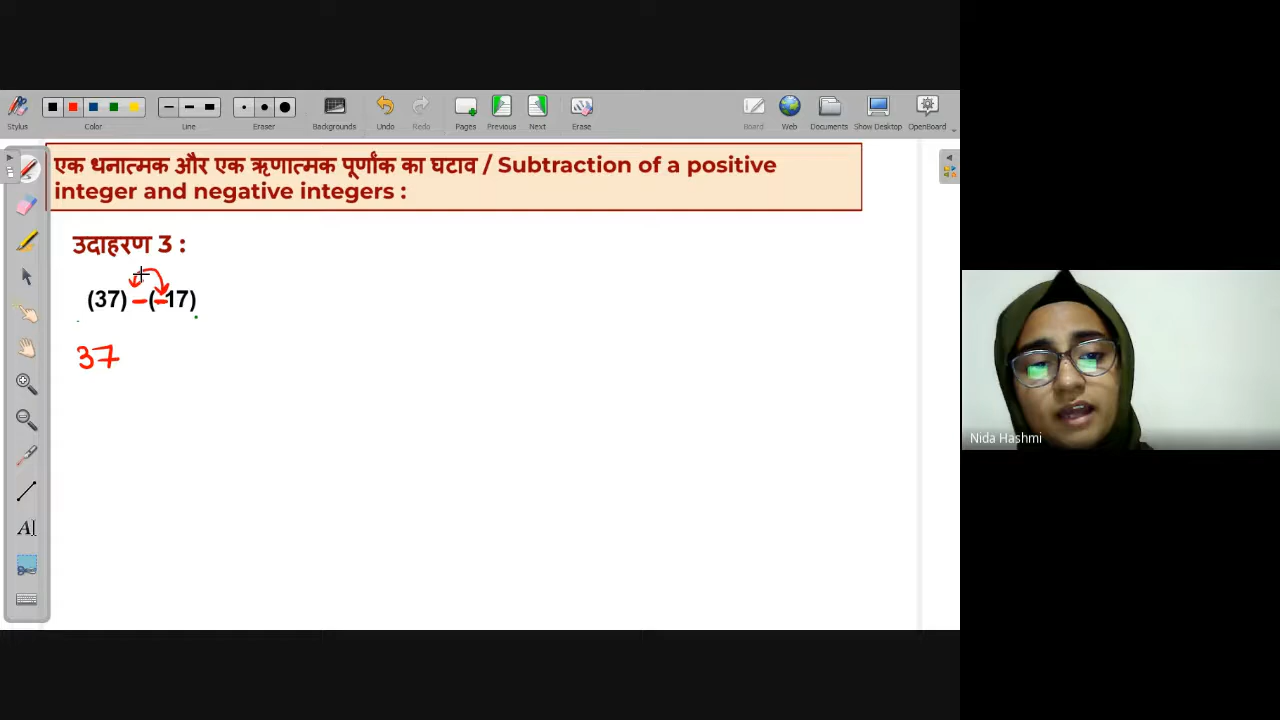 Stylus
Color
Line
Eraser
Backgrounds
Undo
Redo
Pages
Previous
Next
Erase
Board
Web
Documents
Show Desktop
OpenBoard
एक धनात्मक और एक ऋणात्मक पूर्णांक का घटाव / Subtraction of a positive
integer and negative integers :
उदाहरण 3 :
(37) - (-17)
37
A
Nida Hashmi